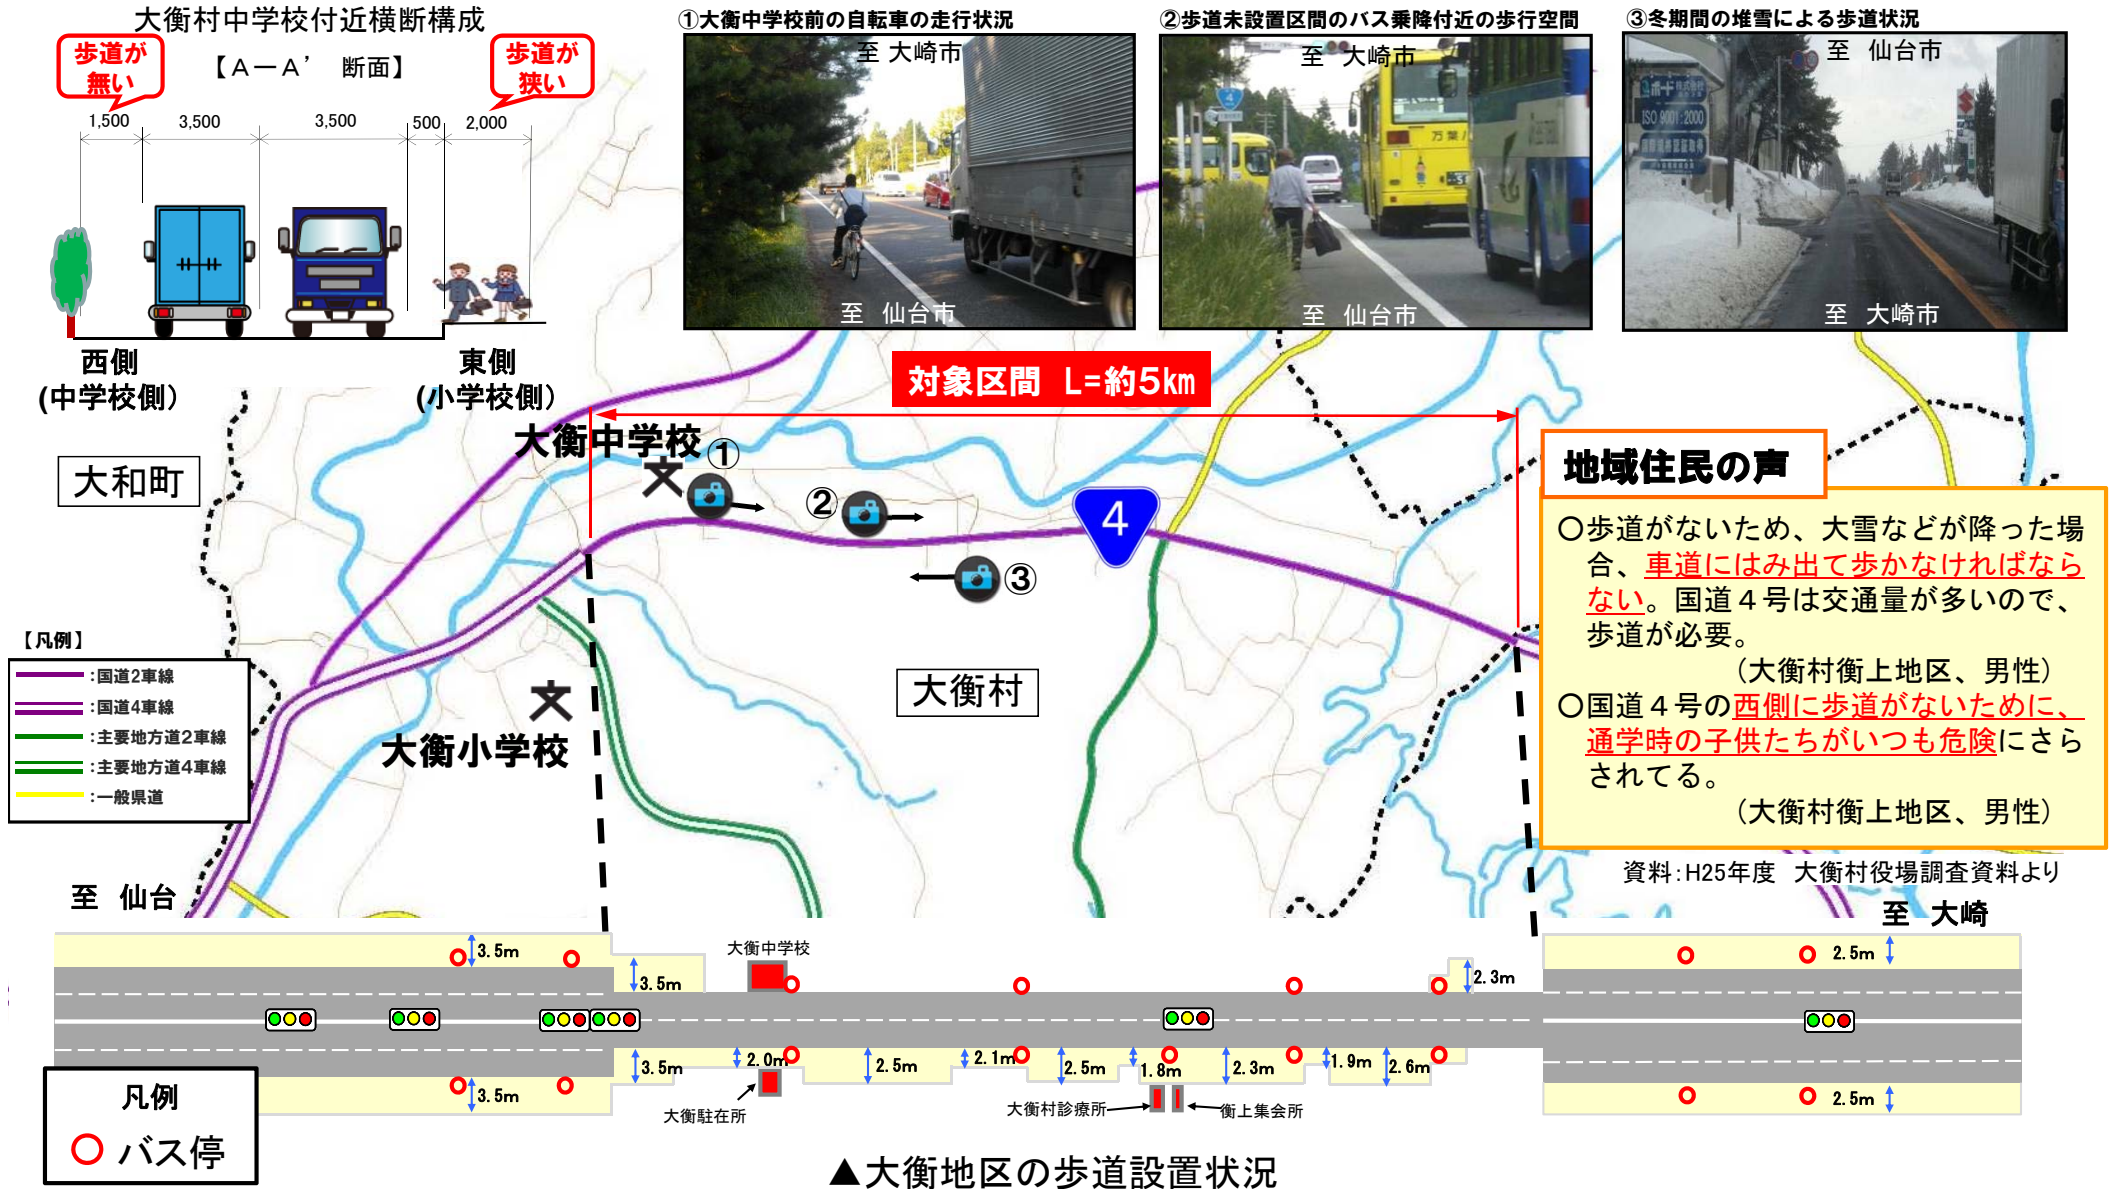 大衡村中学校付近横断構成
【A－A’ 断面】
歩道が
無い
歩道が
狭い
1,500
3,500
3,500
500
2,000
西側
(中学校側)
東側
(小学校側)
①大衡中学校前の自転車の走行状況
至 大崎市
至 仙台市
②歩道未設置区間のバス乗降付近の歩行空間
至 大崎市
4
万葉
至 仙台市
③冬期間の堆雪による歩道状況
至 仙台市
ボード株式会社
ISO 9001:2000
至 大崎市
対象区間 L=約5㎞
大衡中学校
①
②
③
4
大和町
大衡村
大衡小学校
【凡例】
:国道2車線
:国道4車線
:主要地方道2車線
:主要地方道4車線
:一般県道
地域住民の声
○歩道がないため、大雪などが降った場
合、車道にはみ出て歩かなければなら
ない。国道４号は交通量が多いので、
歩道が必要。
(大衡村衡上地区、男性)
○国道４号の西側に歩道がないために、
通学時の子供たちがいつも危険にさら
されてる。
(大衡村衡上地区、男性)
資料:H25年度 大衡村役場調査資料より
至 仙台
至 大崎
3.5m
3.5m
大衡中学校
2.3m
2.5m
3.5m
3.5m
2.0m
2.5m
2.1m
2.5m
1.8m
2.3m
1.9m
2.6m
2.5m
大衡駐在所
大衡村診療所
衡上集会所
凡例
バス停
▲大衡地区の歩道設置状況